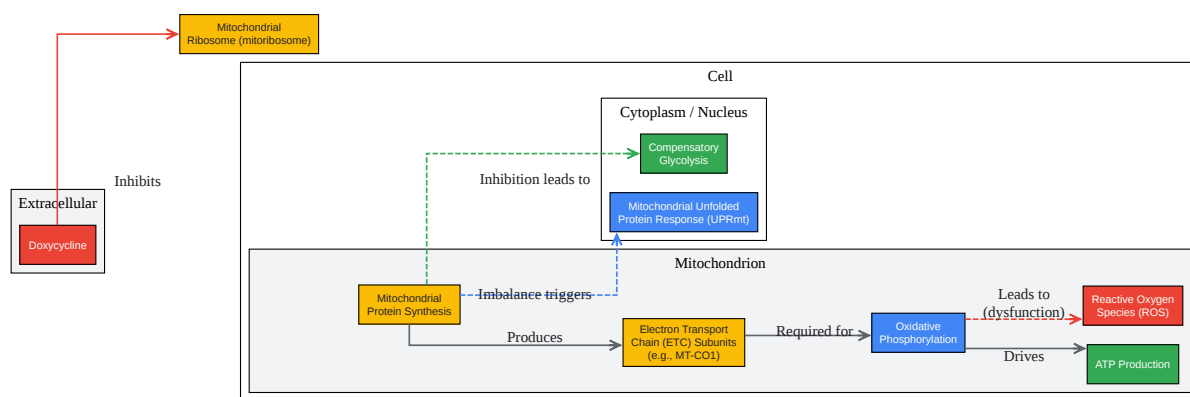 Mitochondrial
Ribosome (mitoribosome)
Cell
Cytoplasm / Nucleus
Compensatory
Glycolysis
Inhibition leads to
Inhibits
Extracellular
Doxycycline
Mitochondrial Unfolded
Protein Response (UPRmt)
Mitochondrion
Mitochondrial
Protein Synthesis
Imbalance triggers
Produces
Electron Transport
Chain (ETC) Subunits
(e.g., MT-CO1)
Required for
Oxidative
Phosphorylation
Leads to
(dysfunction)
Reactive Oxygen
Species (ROS)
Drives
ATP Production